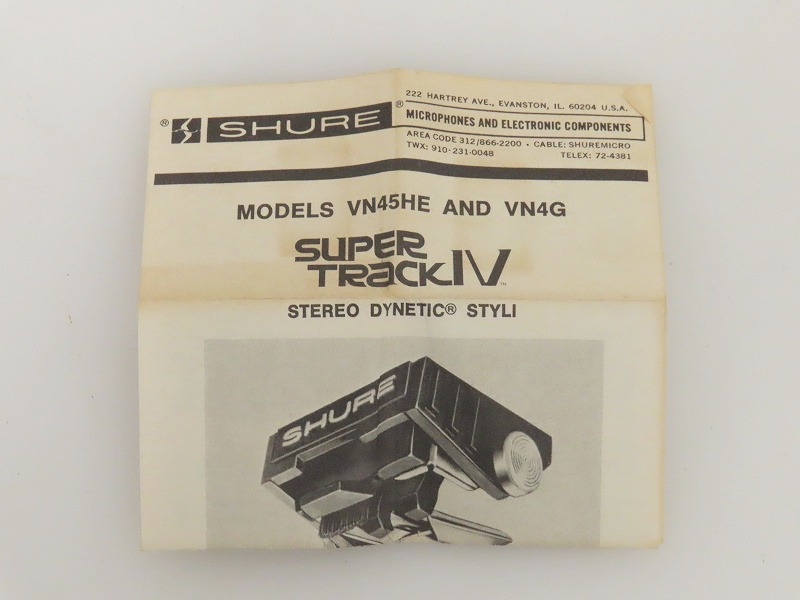 222 HARTREY AVE., EVANSTON, IL. 60204 U.S.A.
® SHURE®
MICROPHONES AND ELECTRONIC COMPONENTS
AREA CODE 312/866-2200 • CABLE: SHUREMICRO
TWX: 910-231-0048 TELEX: 72-4381
MODELS VN45HE AND VN4G
SUPER
TRACK IV™
STEREO DYNETIC® STYLI
SHURE